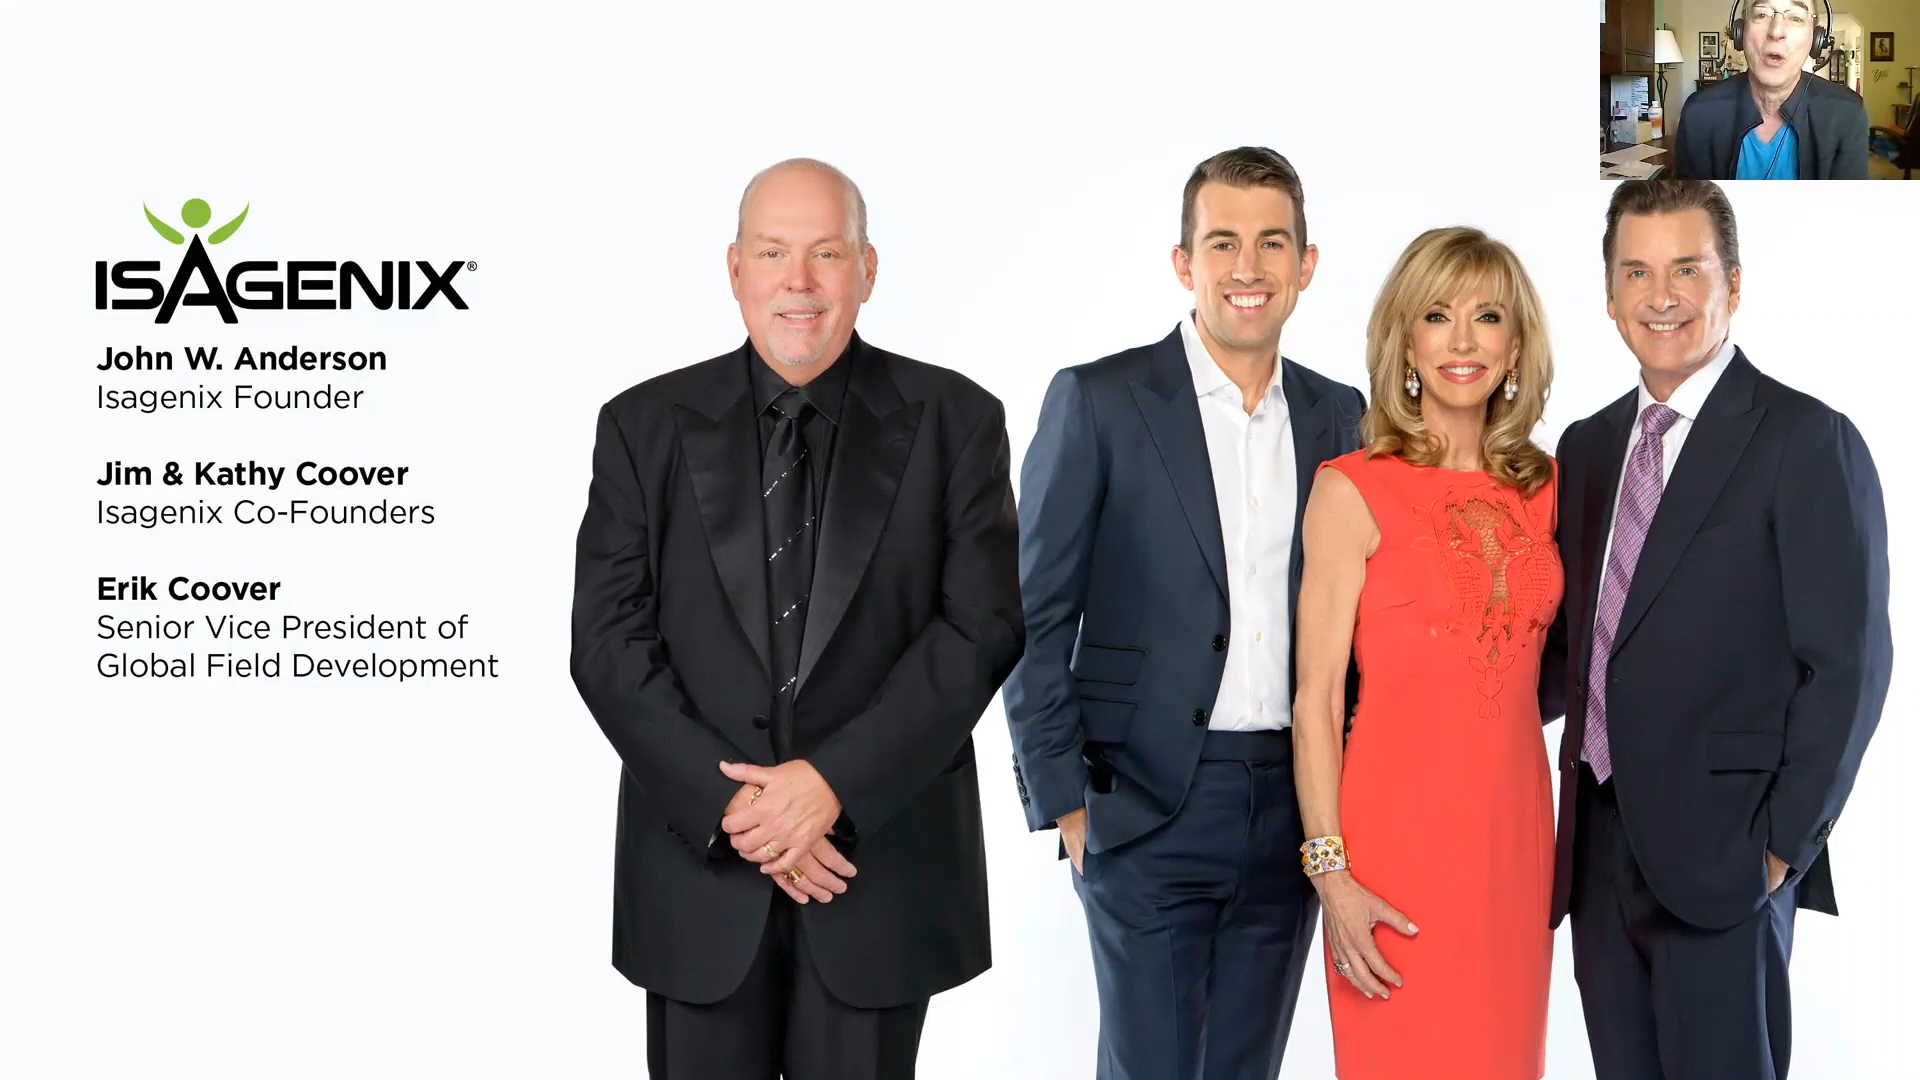 ISAGENIX®
John W. Anderson
Isagenix Founder
Jim & Kathy Coover
Isagenix Co-Founders
Erik Coover
Senior Vice President of
Global Field Development